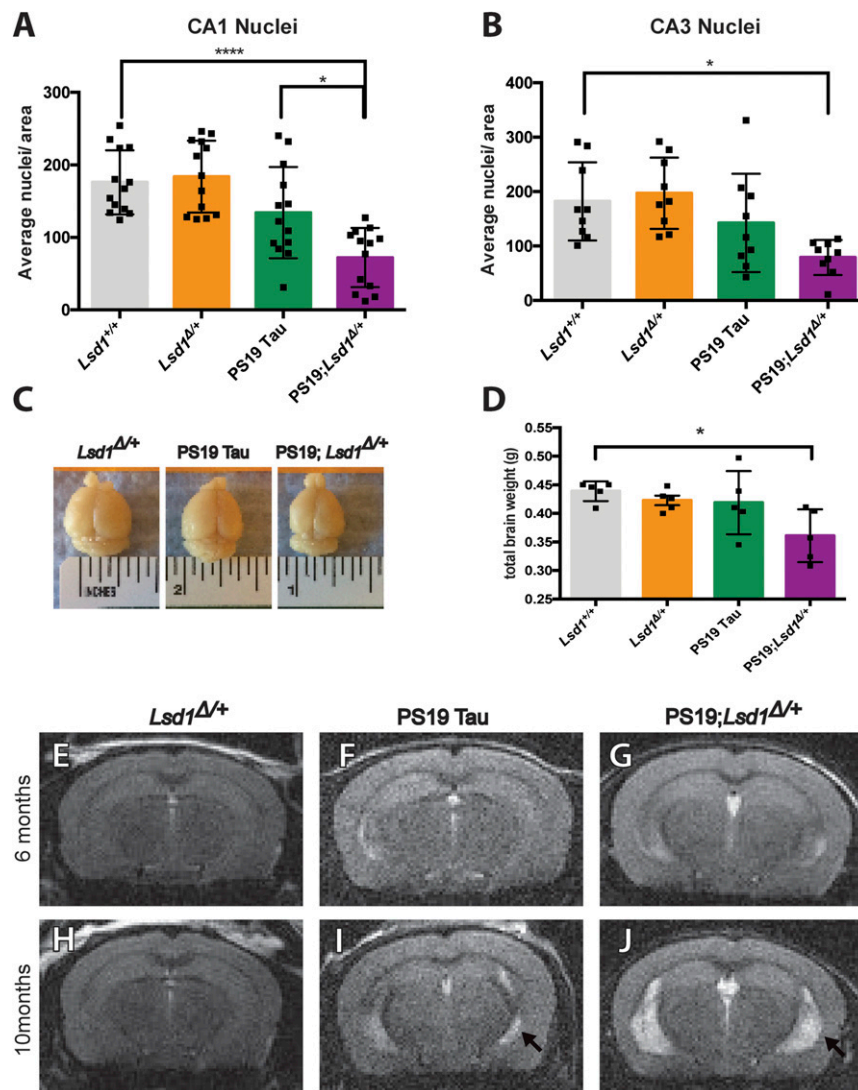 A
CA1 Nuclei
****
*
Average nuclei/ area
300
200
100
0
Lsd1+/+
Lsd1Δ/+
PS19 Tau
PS19;Lsd1Δ/+
B
CA3 Nuclei
*
Average nuclei/ area
400
300
200
100
0
Lsd1+/+
Lsd1Δ/+
PS19 Tau
PS19;Lsd1Δ/+
C
Lsd1Δ/+
PS19 Tau
PS19; Lsd1Δ/+
INCHES
2
1
D
*
total brain weight (g)
0.55
0.50
0.45
0.40
0.35
0.30
0.25
Lsd1+/+
Lsd1Δ/+
PS19 Tau
PS19;Lsd1Δ/+
Lsd1Δ/+
PS19 Tau
PS19;Lsd1Δ/+
6 months
E
F
G
10months
H
I
J